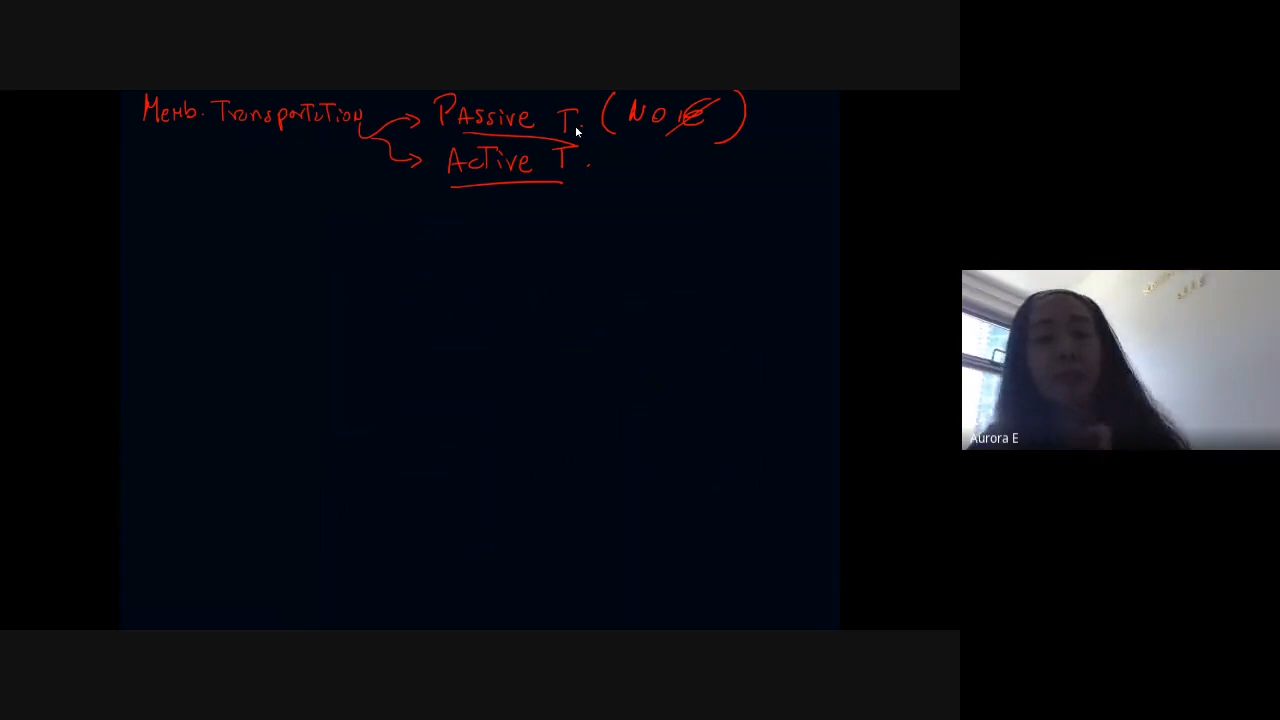 Memb. Transportation Passive T. (NO E)
Active T.
Aurora E